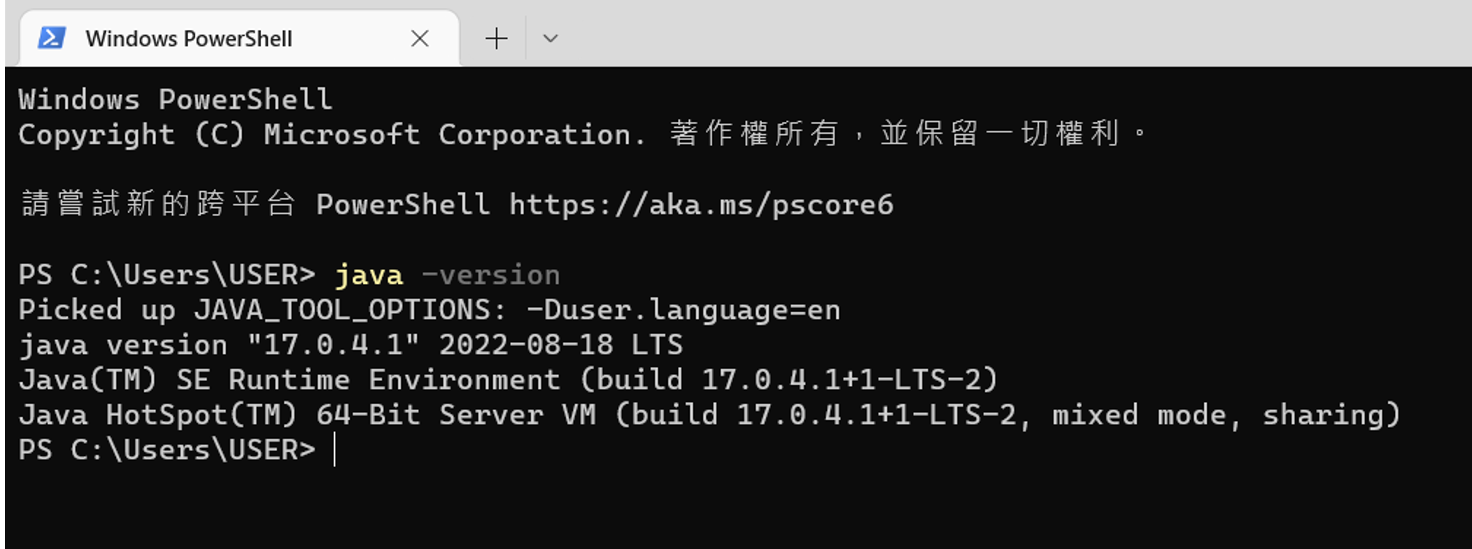 Windows PowerShell
Windows PowerShell
Copyright (C) Microsoft Corporation. 著作權所有，並保留一切權利。
請嘗試新的跨平台 PowerShell https://aka.ms/pscore6
PS C:\Users\USER> java -version
Picked up JAVA_TOOL_OPTIONS: -Duser.language=en
java version "17.0.4.1" 2022-08-18 LTS
Java(TM) SE Runtime Environment (build 17.0.4.1+1-LTS-2)
Java HotSpot(TM) 64-Bit Server VM (build 17.0.4.1+1-LTS-2, mixed mode, sharing)
PS C:\Users\USER>